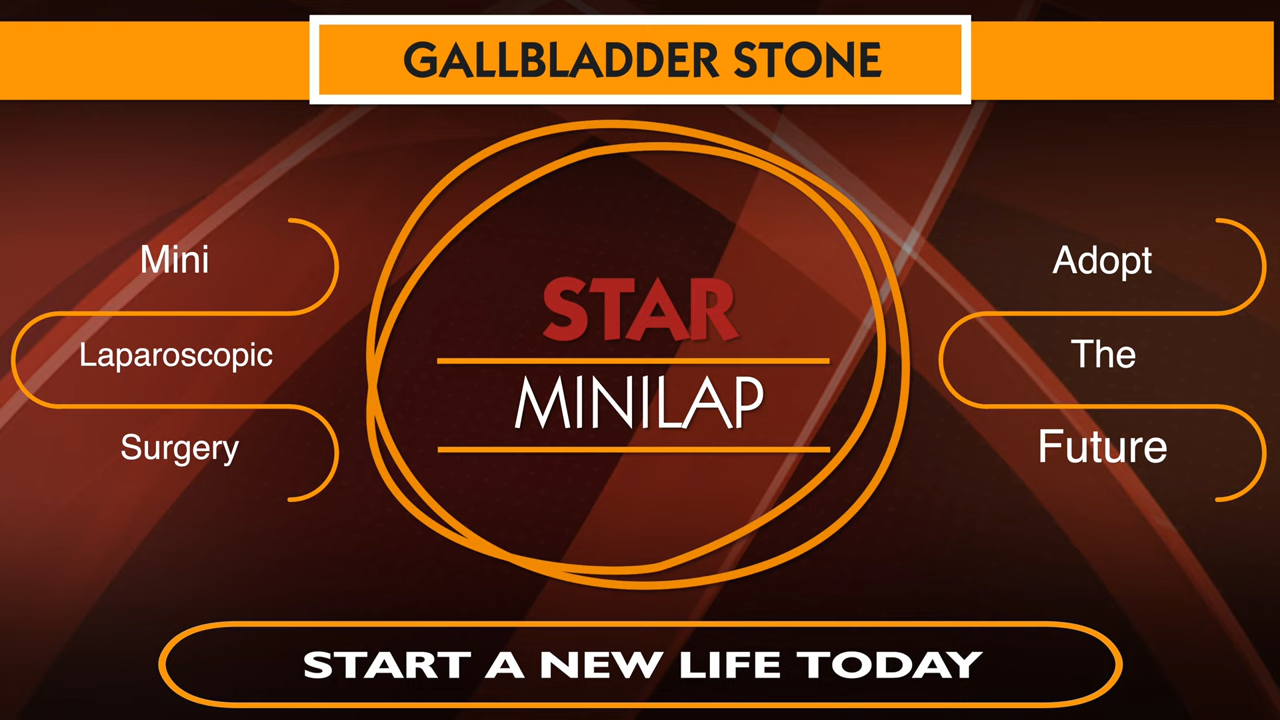 GALLBLADDER STONE
Mini
Laparoscopic
Surgery
STAR
MINILAP
Adopt
The
Future
START A NEW LIFE TODAY